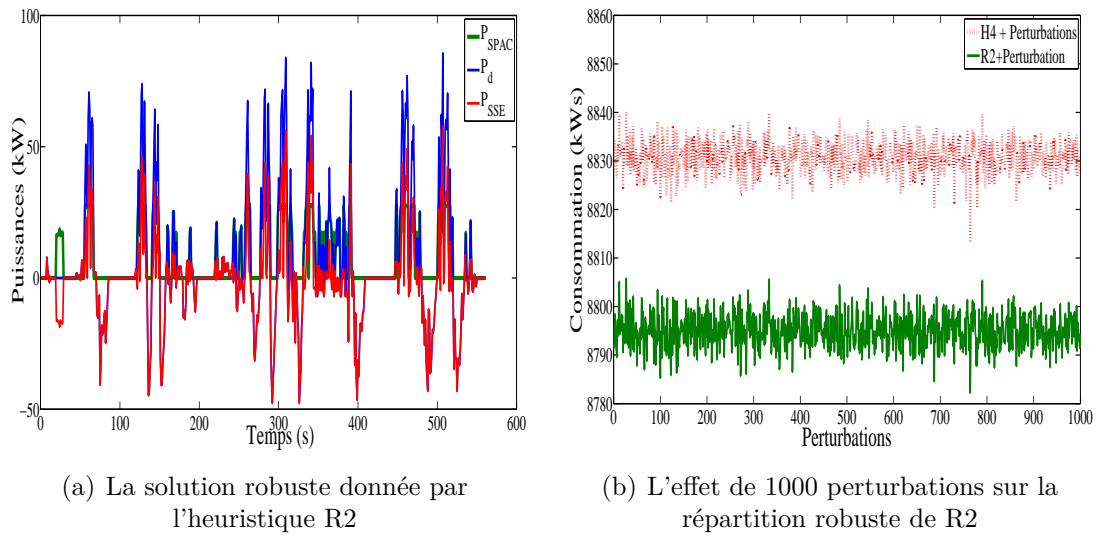 100
50
0
−50
Puissances (kW)
0 100 200 300 400 500 600
Temps (s)
P_SPAC
P_d
P_SSE
8860
8850
8840
8830
8820
8810
8800
8790
8780
Consommation (kWs)
0 100 200 300 400 500 600 700 800 900 1000
Perturbations
H4 + Perturbations
R2+Perturbation
(a) La solution robuste donnée par
l'heuristique R2
(b) L'effet de 1000 perturbations sur la
répartition robuste de R2